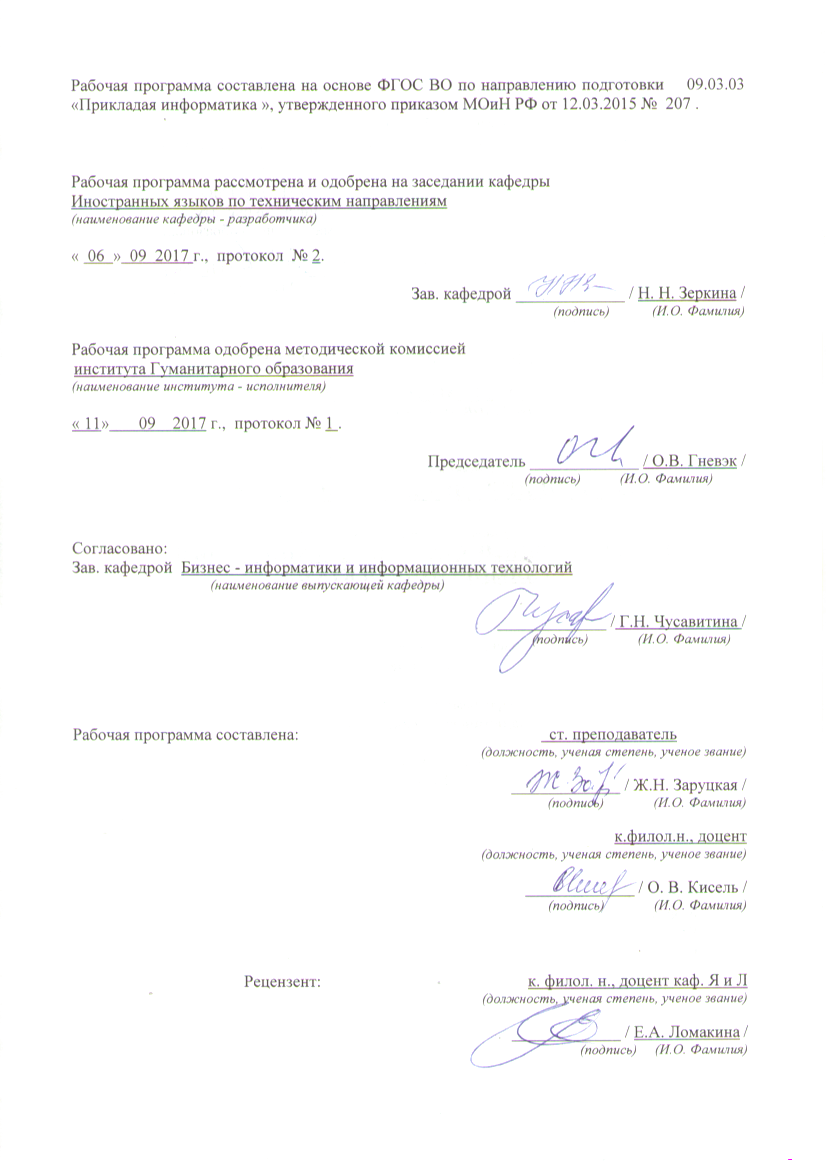 Рабочая программа составлена на основе ФГОС ВО по направлению подготовки 09.03.03
«Прикладая информатика », утвержденного приказом МОиН РФ от 12.03.2015 № 207 .
Рабочая программа рассмотрена и одобрена на заседании кафедры
Иностранных языков по техническим направлениям
(наименование кафедры - разработчика)
« 06 » 09 2017 г., протокол № 2.
Зав. кафедрой ____________ / Н. Н. Зеркина /
(подпись) (И.О. Фамилия)
Рабочая программа одобрена методической комиссией
института Гуманитарного образования
(наименование института - исполнителя)
« 11» 09 2017 г., протокол № 1 .
Председатель ____________ / О.В. Гневэк /
(подпись) (И.О. Фамилия)
Согласовано:
Зав. кафедрой Бизнес - информатики и информационных технологий
(наименование выпускающей кафедры)
____________ / Г.Н. Чусавитина /
(подпись) (И.О. Фамилия)
Рабочая программа составлена: ст. преподаватель
(должность, ученая степень, ученое звание)
____________ / Ж.Н. Заруцкая /
(подпись) (И.О. Фамилия)
к.филол.н., доцент
(должность, ученая степень, ученое звание)
____________ / О. В. Кисель /
(подпись) (И.О. Фамилия)
Рецензент: к. филол. н., доцент каф. Я и Л
(должность, ученая степень, ученое звание)
____________ / Е.А. Ломакина /
(подпись) (И.О. Фамилия)